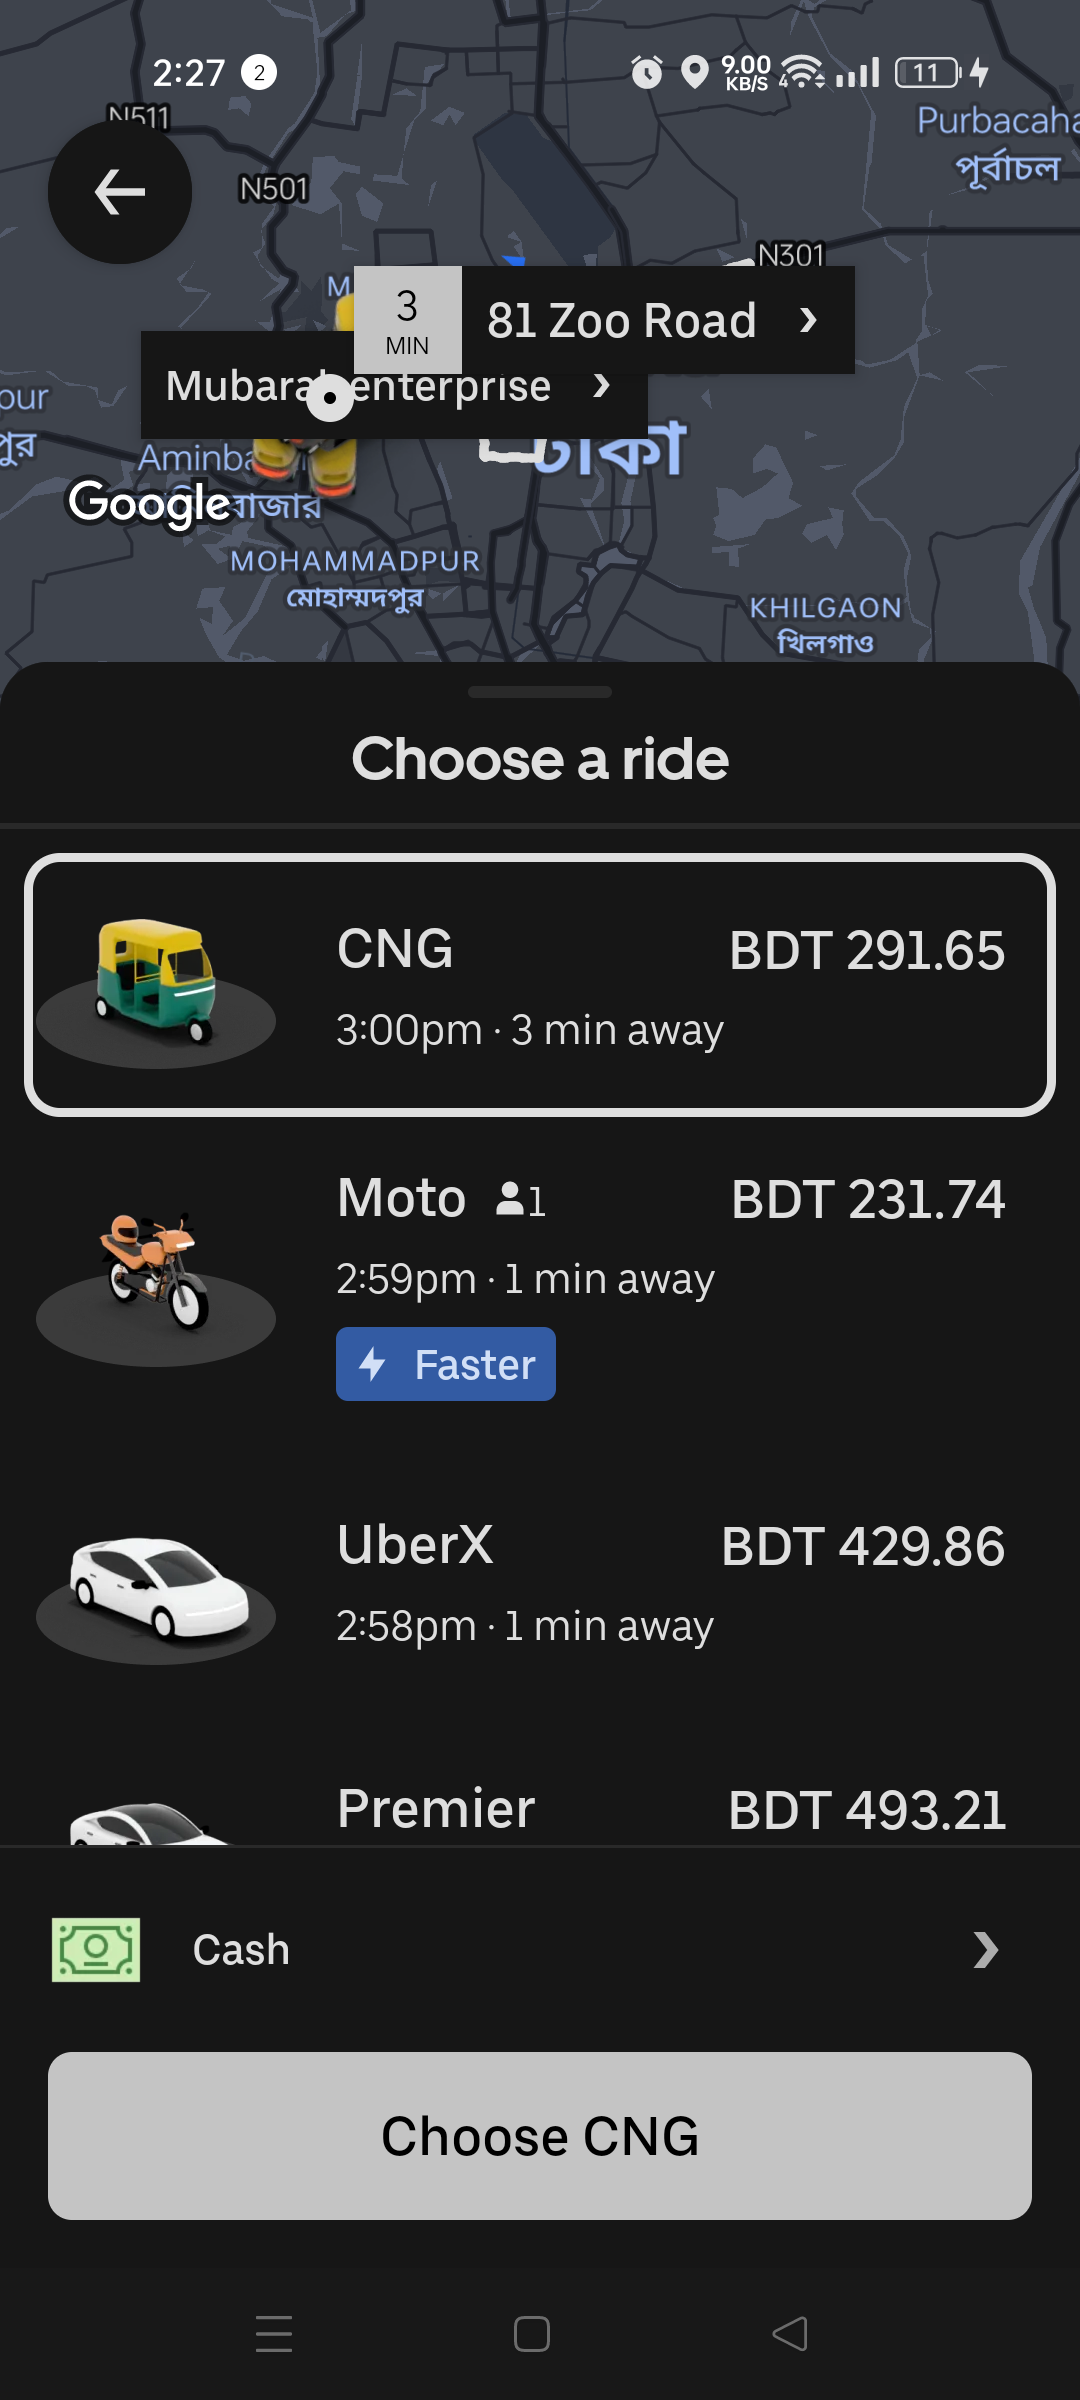 2:27 2 9.00 KB/S 4 11
N511
Purbacaha
পূর্বাচল
N501
N301
M
3 MIN 81 Zoo Road
Mubarak enterprise
pur
পুর
Aminba
বাজার
ঢাকা
Google
MOHAMMADPUR
মোহাম্মদপুর
KHILGAON
খিলগাও
Choose a ride
CNG BDT 291.65
3:00pm · 3 min away
Moto 1 BDT 231.74
2:59pm · 1 min away
Faster
UberX BDT 429.86
2:58pm · 1 min away
Premier BDT 493.21
Cash
Choose CNG